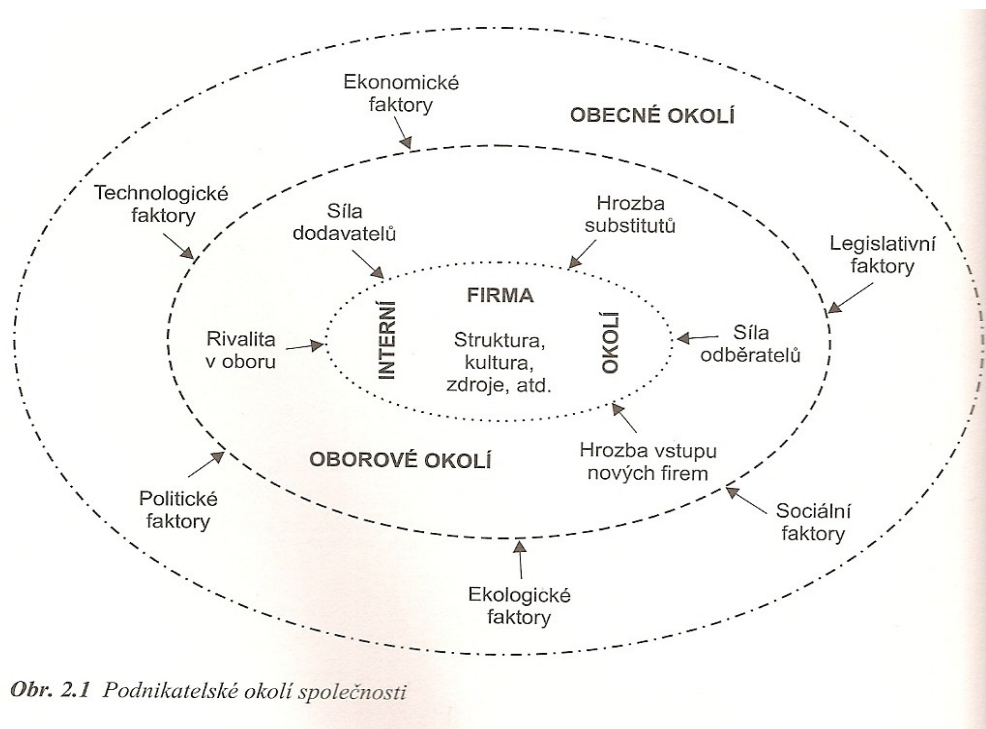 Ekonomické
faktory
OBECNÉ OKOLÍ
Technologické
faktory
Síla
dodavatelů
Hrozba
substitutů
Legislativní
faktory
FIRMA
INTERNÍ
OKOLÍ
Struktura,
kultura,
zdroje, atd.
Rivalita
v oboru
Síla
odběratelů
OBOROVÉ OKOLÍ
Hrozba vstupu
nových firem
Politické
faktory
Sociální
faktory
Ekologické
faktory
Obr. 2.1 Podnikatelské okolí společnosti